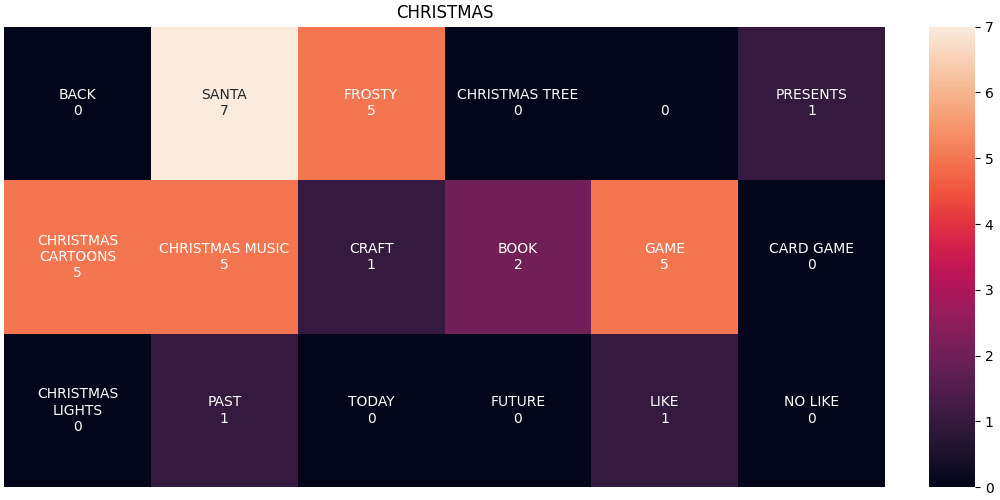 CHRISTMAS
BACK
0
SANTA
7
FROSTY
5
CHRISTMAS TREE
0
0
PRESENTS
1
CHRISTMAS
CARTOONS
5
CHRISTMAS MUSIC
5
CRAFT
1
BOOK
2
GAME
5
CARD GAME
0
CHRISTMAS
LIGHTS
0
PAST
1
TODAY
0
FUTURE
0
LIKE
1
NO LIKE
0
7
6
5
4
3
2
1
0